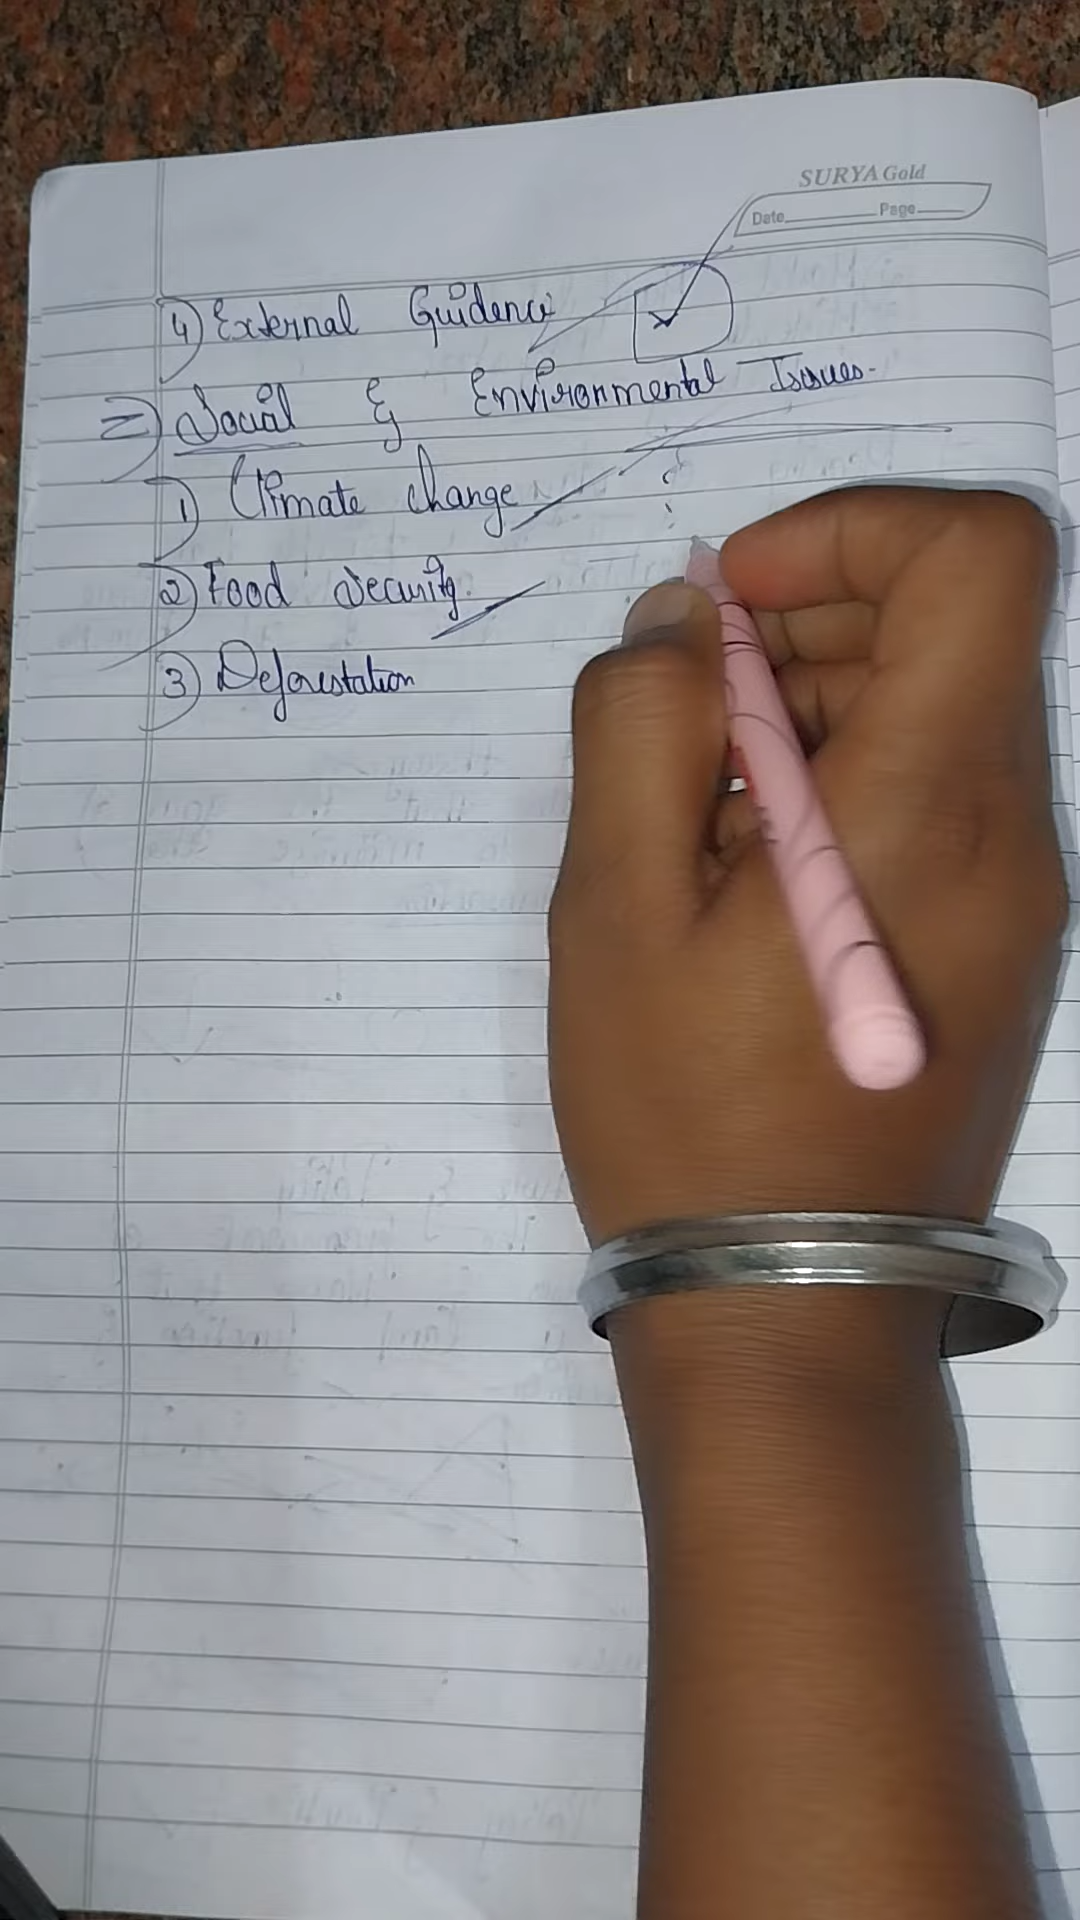 SURYA Gold
Date Page
4) External Guidence
=) Social & Environmental Issues.
1) Climate change
2) Food Security.
3) Deforestation